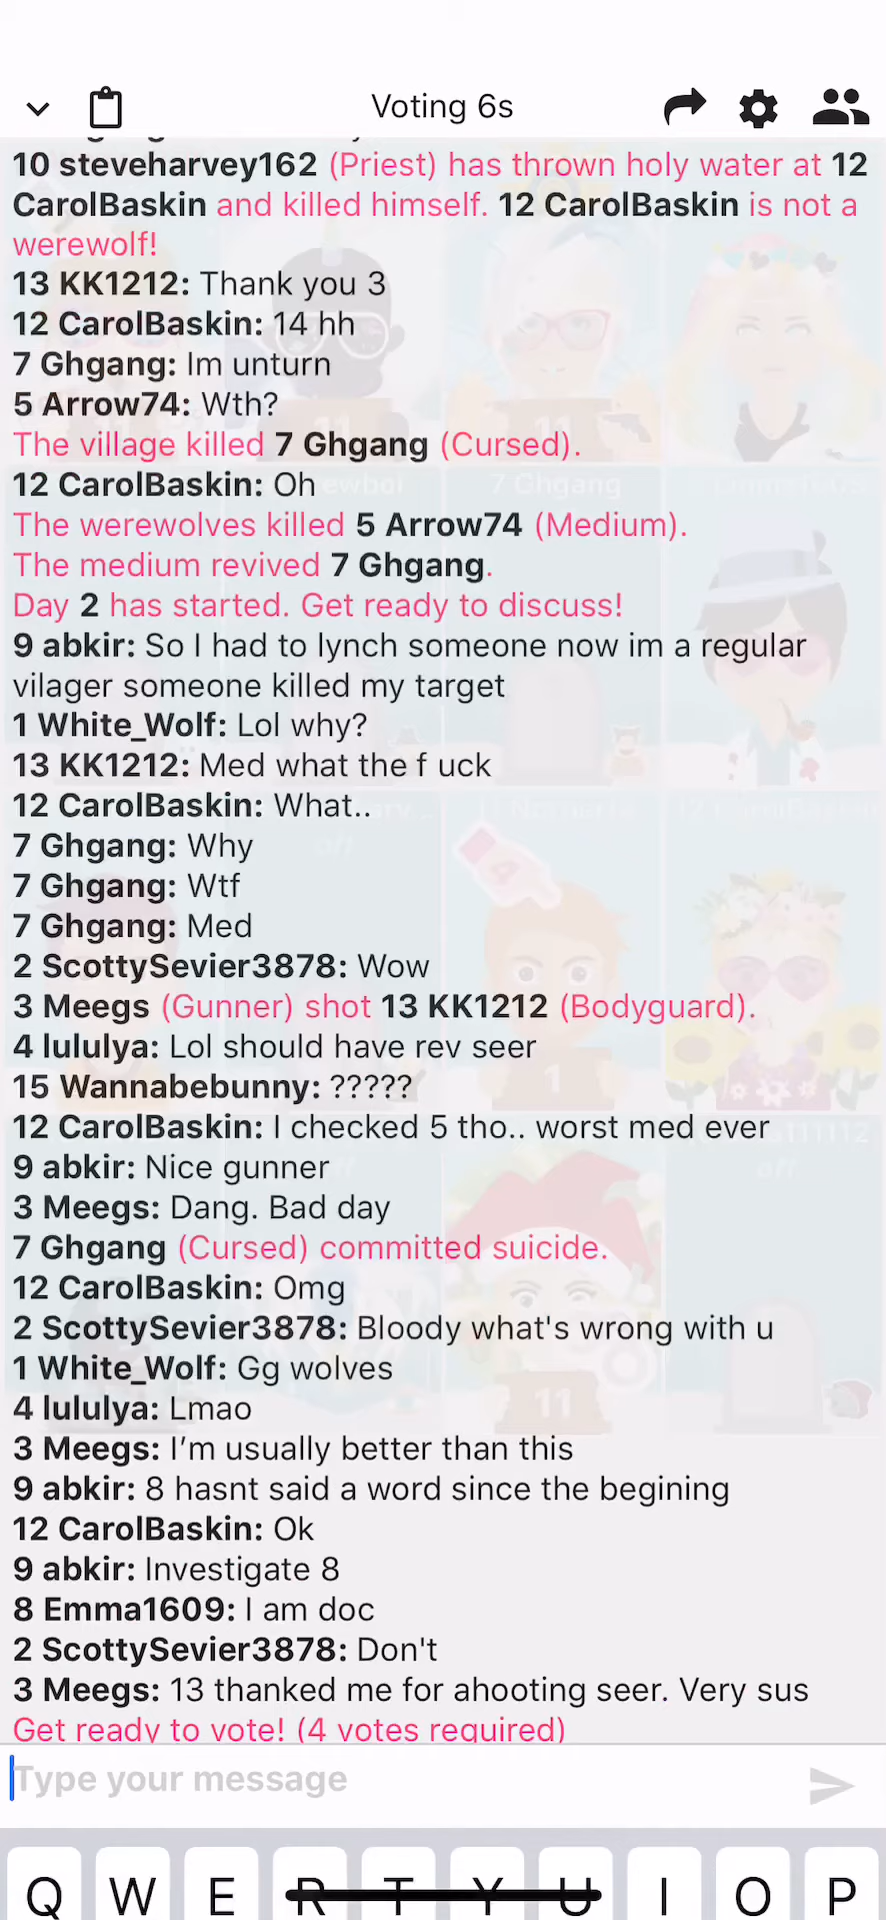 Voting 6s
10 steveharvey162 (Priest) has thrown holy water at 12
CarolBaskin and killed himself. 12 CarolBaskin is not a
werewolf!
13 KK1212: Thank you 3
12 CarolBaskin: 14 hh
7 Ghgang: Im unturn
5 Arrow74: Wth?
The village killed 7 Ghgang (Cursed).
12 CarolBaskin: Oh
The werewolves killed 5 Arrow74 (Medium).
The medium revived 7 Ghgang.
Day 2 has started. Get ready to discuss!
9 abkir: So I had to lynch someone now im a regular
vilager someone killed my target
1 White_Wolf: Lol why?
13 KK1212: Med what the f uck
12 CarolBaskin: What..
7 Ghgang: Why
7 Ghgang: Wtf
7 Ghgang: Med
2 ScottySevier3878: Wow
3 Meegs (Gunner) shot 13 KK1212 (Bodyguard).
4 lululya: Lol should have rev seer
15 Wannabebunny: ?????
12 CarolBaskin: I checked 5 tho.. worst med ever
9 abkir: Nice gunner
3 Meegs: Dang. Bad day
7 Ghgang (Cursed) committed suicide.
12 CarolBaskin: Omg
2 ScottySevier3878: Bloody what's wrong with u
1 White_Wolf: Gg wolves
4 lululya: Lmao
3 Meegs: I’m usually better than this
9 abkir: 8 hasnt said a word since the begining
12 CarolBaskin: Ok
9 abkir: Investigate 8
8 Emma1609: I am doc
2 ScottySevier3878: Don't
3 Meegs: 13 thanked me for ahooting seer. Very sus
Get ready to vote! (4 votes required)
Type your message
Q W E R T Y U I O P